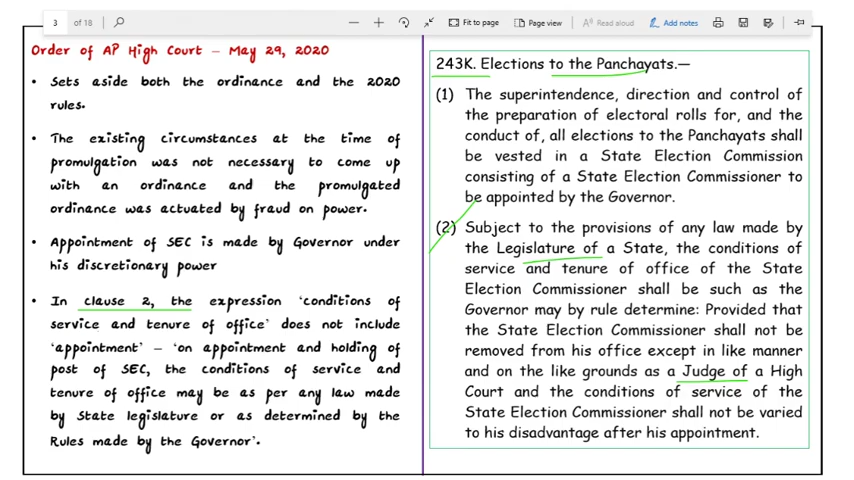 3 of 18
Fit to page
Page view
Read aloud
Add notes
Order of AP High Court – May 29, 2020
• Sets aside both the ordinance and the 2020
rules.
• The existing circumstances at the time of
promulgation was not necessary to come up
with an ordinance and the promulgated
ordinance was actuated by fraud on power.
• Appointment of SEC is made by Governor under
his discretionary power
• In clause 2, the expression ‘conditions of
service and tenure of office’ does not include
‘appointment’ – ‘on appointment and holding of
post of SEC, the conditions of service and
tenure of office may be as per any law made
by State legislature or as determined by the
Rules made by the Governor’.
243K. Elections to the Panchayats.—
(1) The superintendence, direction and control of
the preparation of electoral rolls for, and the
conduct of, all elections to the Panchayats shall
be vested in a State Election Commission
consisting of a State Election Commissioner to
be appointed by the Governor.
(2) Subject to the provisions of any law made by
the Legislature of a State, the conditions of
service and tenure of office of the State
Election Commissioner shall be such as the
Governor may by rule determine: Provided that
the State Election Commissioner shall not be
removed from his office except in like manner
and on the like grounds as a Judge of a High
Court and the conditions of service of the
State Election Commissioner shall not be varied
to his disadvantage after his appointment.